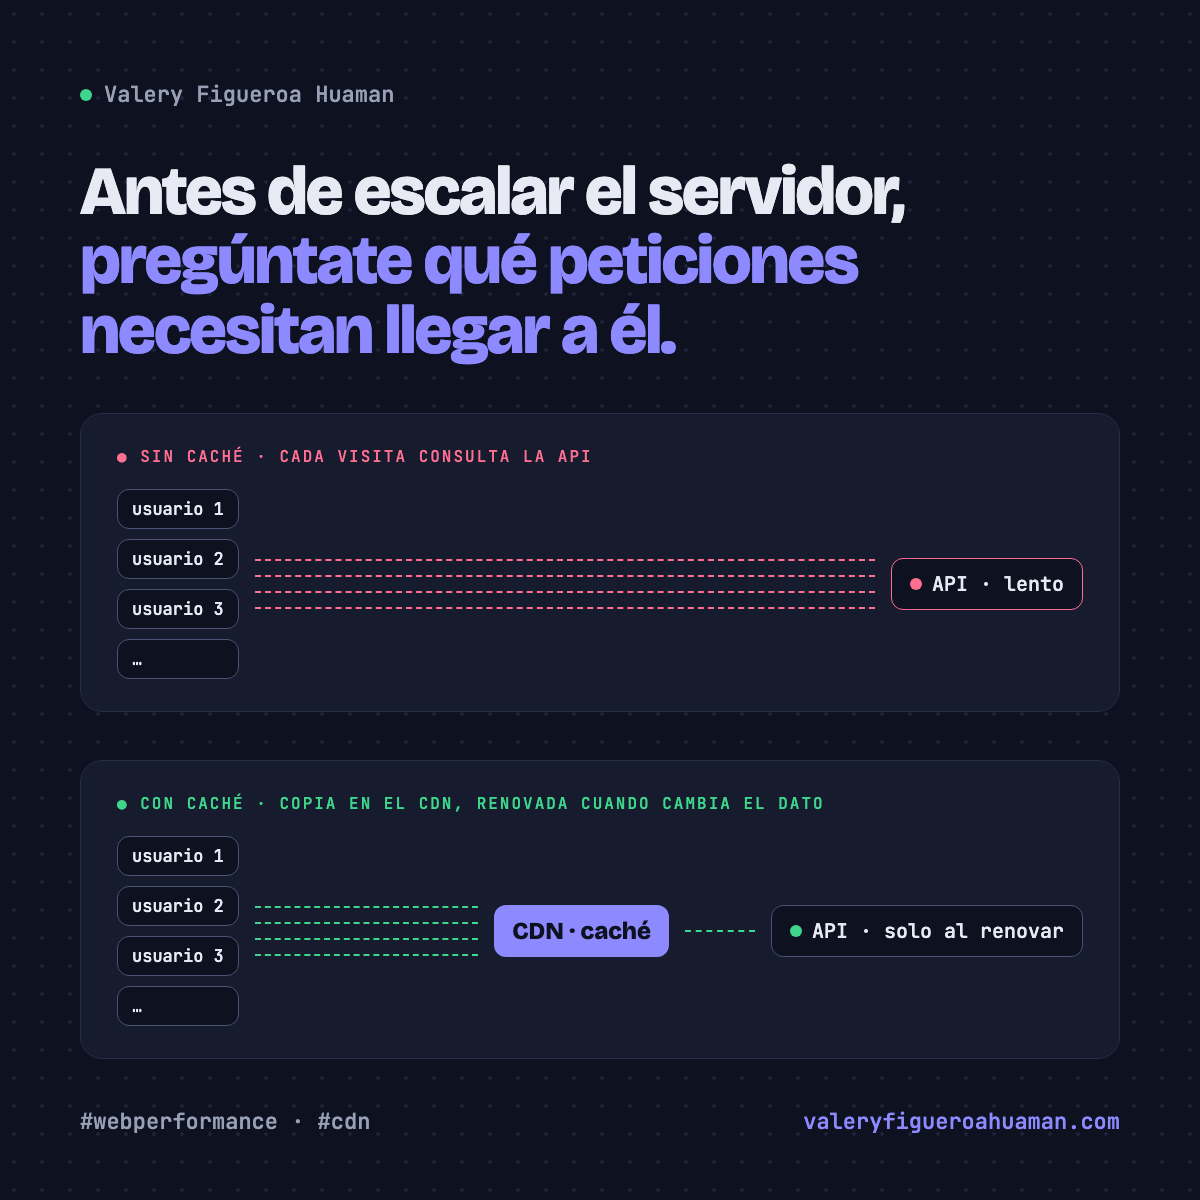 Valery Figueroa Huaman
Antes de escalar el servidor,
pregúntate qué peticiones
necesitan llegar a él.
SIN CACHÉ · CADA VISITA CONSULTA LA API
usuario 1
usuario 2
usuario 3
…
API · lento
CON CACHÉ · COPIA EN EL CDN, RENOVADA CUANDO CAMBIA EL DATO
usuario 1
usuario 2
usuario 3
…
CDN · caché
API · solo al renovar
#webperformance · #cdn
valeryfigueroahuaman.com